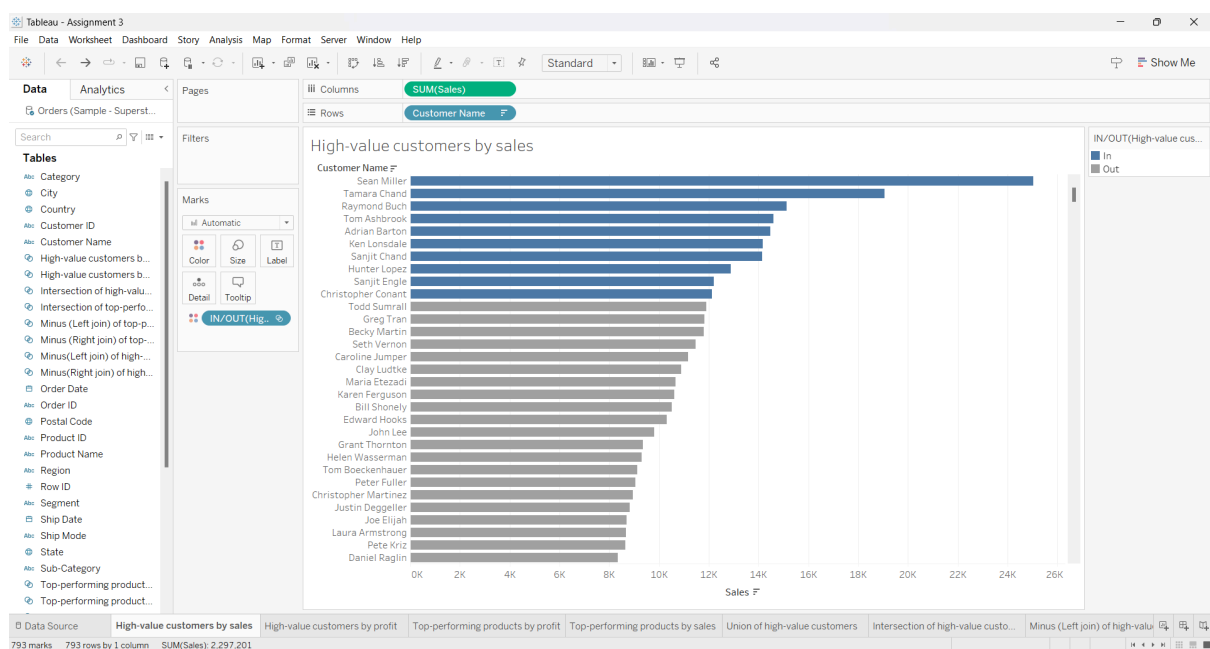 Tableau - Assignment 3
File Data Worksheet Dashboard Story Analysis Map Format Server Window Help
Standard
Show Me
Data Analytics
Pages
Columns SUM(Sales)
Orders (Sample - Superst...
Rows Customer Name
Search
Filters
High-value customers by sales
IN/OUT(High-value cus...
In
Out
Tables
Abc Category
City
Country
Abc Customer ID
Abc Customer Name
High-value customers b...
High-value customers b...
Intersection of high-valu...
Intersection of top-perfo...
Minus (Left join) of top-p...
Minus (Right join) of top-...
Minus(Left join) of high-...
Minus(Right join) of high...
Order Date
Abc Order ID
Postal Code
Abc Product ID
Abc Product Name
Abc Region
# Row ID
Abc Segment
Ship Date
Abc Ship Mode
State
Abc Sub-Category
Top-performing product...
Top-performing product...
Marks
Automatic
Color Size Label
Detail Tooltip
IN/OUT(Hig..
Customer Name
Sean Miller
Tamara Chand
Raymond Buch
Tom Ashbrook
Adrian Barton
Ken Lonsdale
Sanjit Chand
Hunter Lopez
Sanjit Engle
Christopher Conant
Todd Sumrall
Greg Tran
Becky Martin
Seth Vernon
Caroline Jumper
Clay Ludtke
Maria Etezadi
Karen Ferguson
Bill Shonely
Edward Hooks
John Lee
Grant Thornton
Helen Wasserman
Tom Boeckenhauer
Peter Fuller
Christopher Martinez
Justin Deggeller
Joe Elijah
Laura Armstrong
Pete Kriz
Daniel Raglin
0K 2K 4K 6K 8K 10K 12K 14K 16K 18K 20K 22K 24K 26K
Sales
Data Source High-value customers by sales High-value customers by profit Top-performing products by profit Top-performing products by sales Union of high-value customers Intersection of high-value custo... Minus (Left join) of high-valu
793 marks 793 rows by 1 column SUM(Sales): 2,297,201